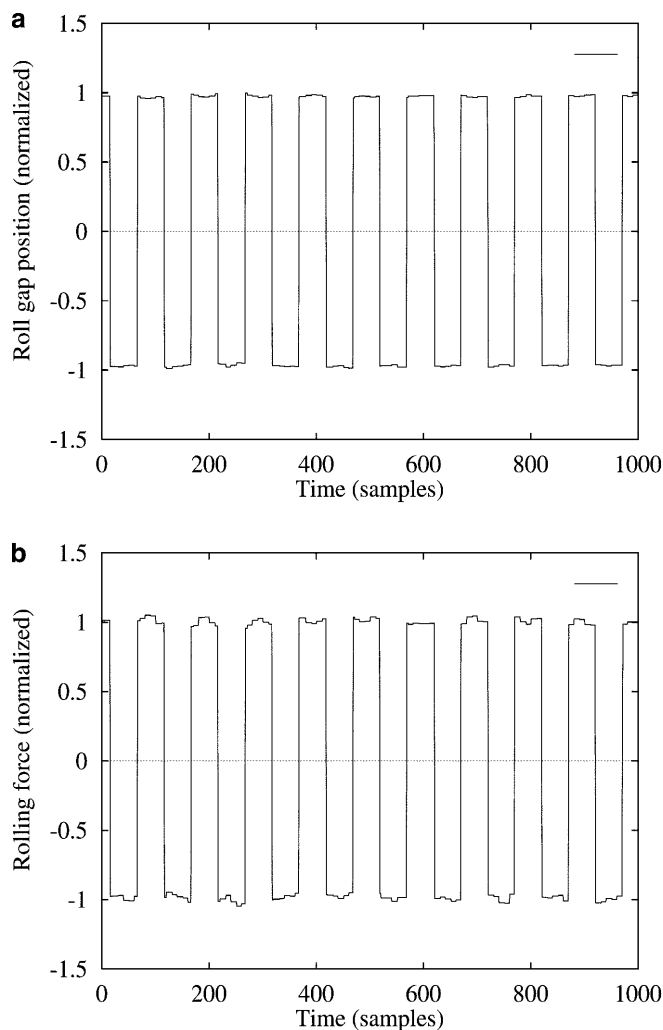 a
1.5
1
0.5
0
-0.5
-1
-1.5
Roll gap position (normalized)
0 200 400 600 800 1000
Time (samples)
b
1.5
1
0.5
0
-0.5
-1
-1.5
Rolling force (normalized)
0 200 400 600 800 1000
Time (samples)